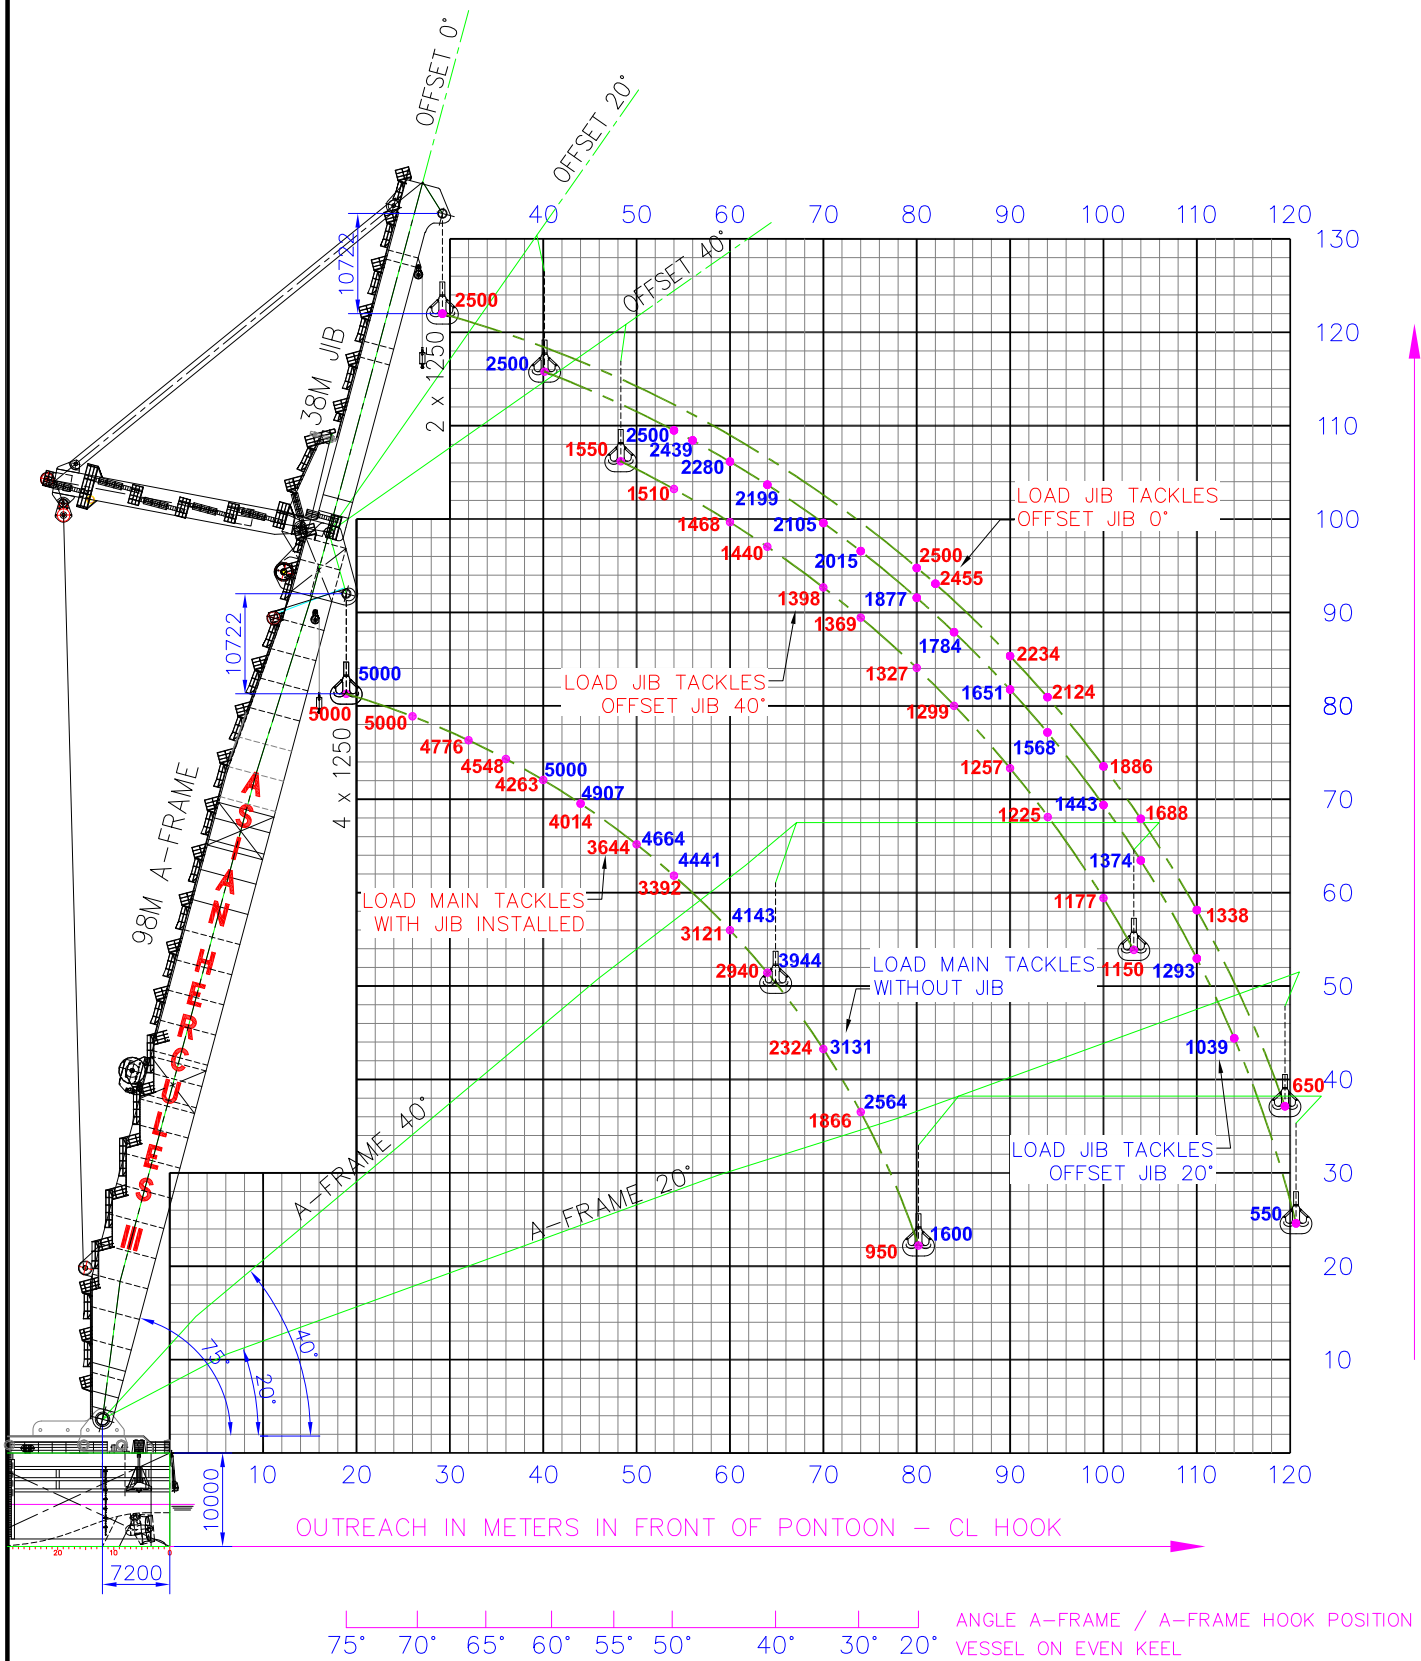 OFFSET 0°
OFFSET 20°
OFFSET 40°
40 50 60 70 80 90 100 110 120
130
120
110
100
90
80
70
60
50
40
30
20
10
10722
38M JIB
2 x 1250
2500
2500
2500
2439
2280
2199
2105
2015
1877
1784
1651
1568
1443
1374
1293
1039
550
1550
1510
1468
1440
1398
1369
1327
1299
1257
1225
1177
1150
2500
2455
2234
2124
1886
1688
1338
650
LOAD JIB TACKLES
OFFSET JIB 0°
LOAD JIB TACKLES
OFFSET JIB 40°
10722
5000
5000
4 x 1250
5000
4776
4548
4263
4014
3644
3392
3121
2940
2324
1866
950
5000
4907
4664
4441
4143
3944
3131
2564
1600
LOAD MAIN TACKLES
WITH JIB INSTALLED
LOAD MAIN TACKLES
WITHOUT JIB
LOAD JIB TACKLES
OFFSET JIB 20°
98M A-FRAME
ASIAN HERCULES III
A-FRAME 40°
A-FRAME 20°
75°
40°
20°
10 20 30 40 50 60 70 80 90 100 110 120
10000
OUTREACH IN METERS IN FRONT OF PONTOON - CL HOOK
20 10 0
7200
75° 70° 65° 60° 55° 50° 40° 30° 20°
ANGLE A-FRAME / A-FRAME HOOK POSITION
VESSEL ON EVEN KEEL